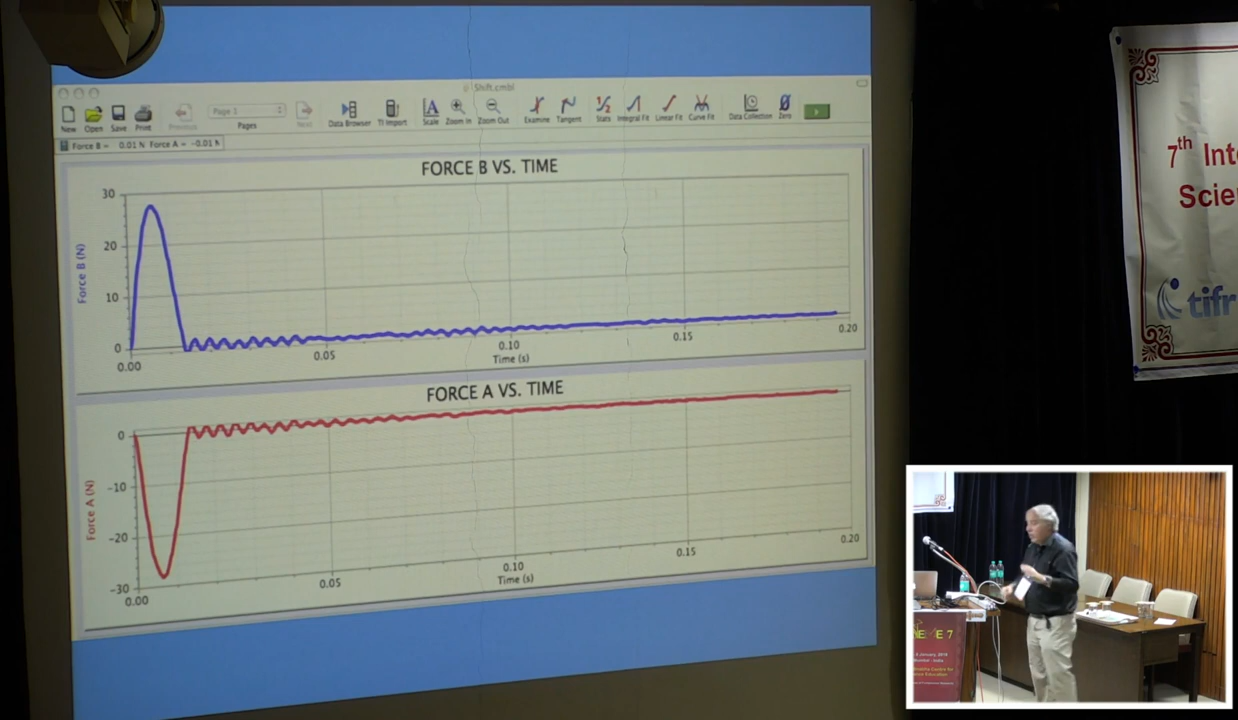 Shift.cmbl
New Open Save Print Previous Page 1 Pages Next Data Browser TI Import Scale Zoom In Zoom Out Examine Tangent Stats Integral Fit Linear Fit Curve Fit Data Collection Zero
Force B = 0.01 N Force A = -0.01 N
FORCE B VS. TIME
30
20
10
0
Force B (N)
0.00 0.05 0.10 0.15 0.20
Time (s)
FORCE A VS. TIME
0
-10
-20
-30
Force A (N)
0.00 0.05 0.10 0.15 0.20
Time (s)
7th Inte
Scien
tifr
E 7